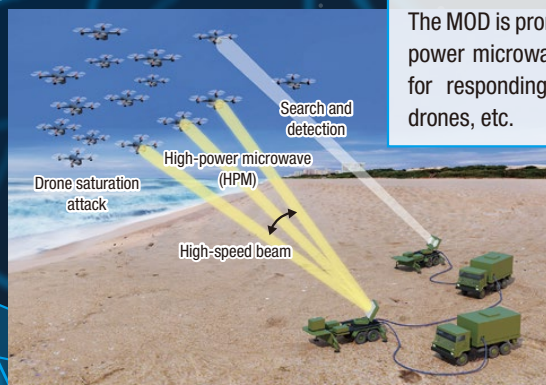 The MOD is pro
power microwa
for responding
drones, etc.
Search and
detection
High-power microwave
(HPM)
Drone saturation
attack
High-speed beam